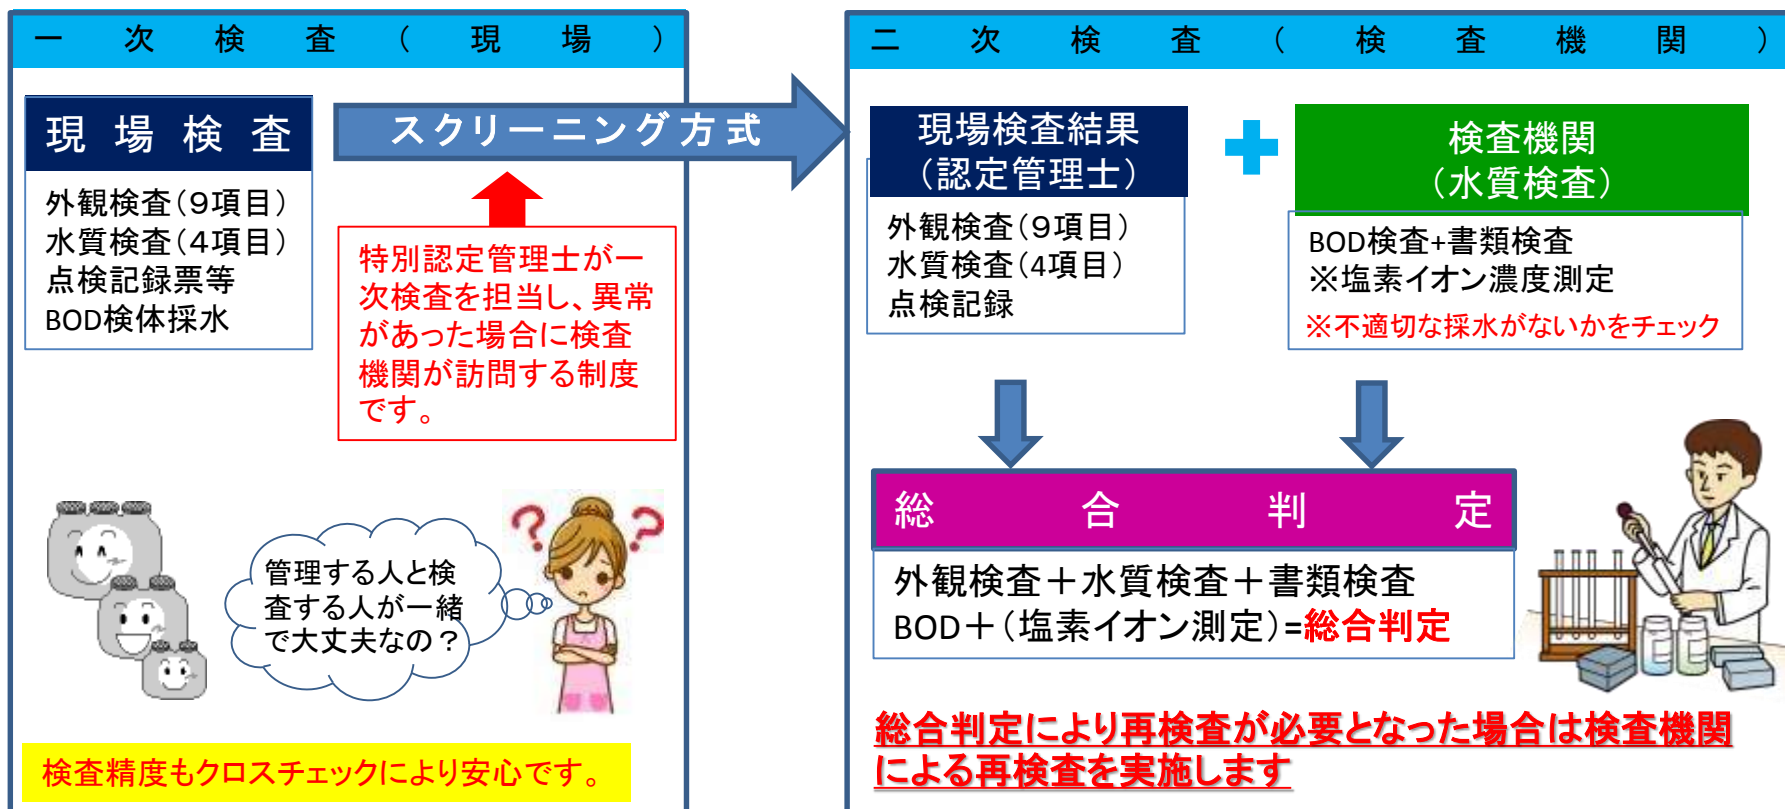 一次検査(現場)
現場検査
外観検査(9項目)
水質検査(4項目)
点検記録票等
BOD検体採水
スクリーニング方式
特別認定管理士が一
次検査を担当し、異常
があった場合に検査
機関が訪問する制度
です。
管理する人と検
査する人が一緒
で大丈夫なの?
??
検査精度もクロスチェックにより安心です。
二次検査(検査機関)
現場検査結果
(認定管理士)
外観検査(9項目)
水質検査(4項目)
点検記録
検査機関
(水質検査)
BOD検査+書類検査
※塩素イオン濃度測定
※不適切な採水がないかをチェック
総合判定
外観検査+水質検査+書類検査
BOD+(塩素イオン測定)=総合判定
総合判定により再検査が必要となった場合は検査機関
による再検査を実施します